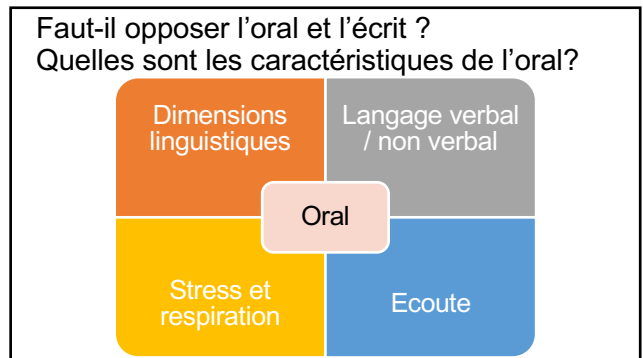 Faut-il opposer l’oral et l’écrit ?
Quelles sont les caractéristiques de l’oral?
Dimensions
linguistiques
Langage verbal
/ non verbal
Oral
Stress et
respiration
Ecoute